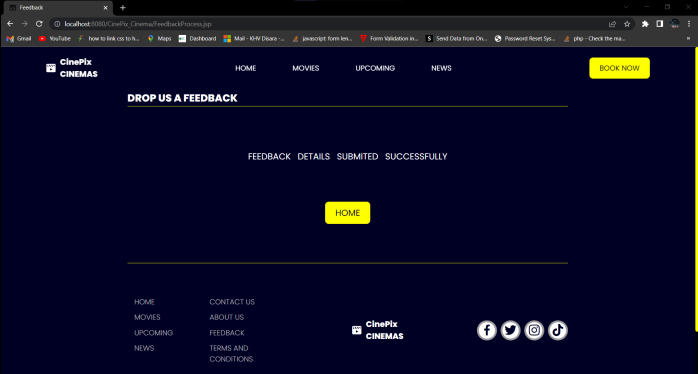 Feedback
localhost:8080/CinePix_Cinema/FeedbackProcess.jsp
Gmail YouTube how to link css to h... Maps Dashboard Mail - KHV Disara -... javascript: form len... Form Validation in... Send Data from On... Password Reset Sys... php - Check the ma...
CinePix
CINEMAS
HOME MOVIES UPCOMING NEWS
BOOK NOW
DROP US A FEEDBACK
FEEDBACK DETAILS SUBMITED SUCCESSFULLY
HOME
HOME
MOVIES
UPCOMING
NEWS
CONTACT US
ABOUT US
FEEDBACK
TERMS AND
CONDITIONS
CinePix
CINEMAS